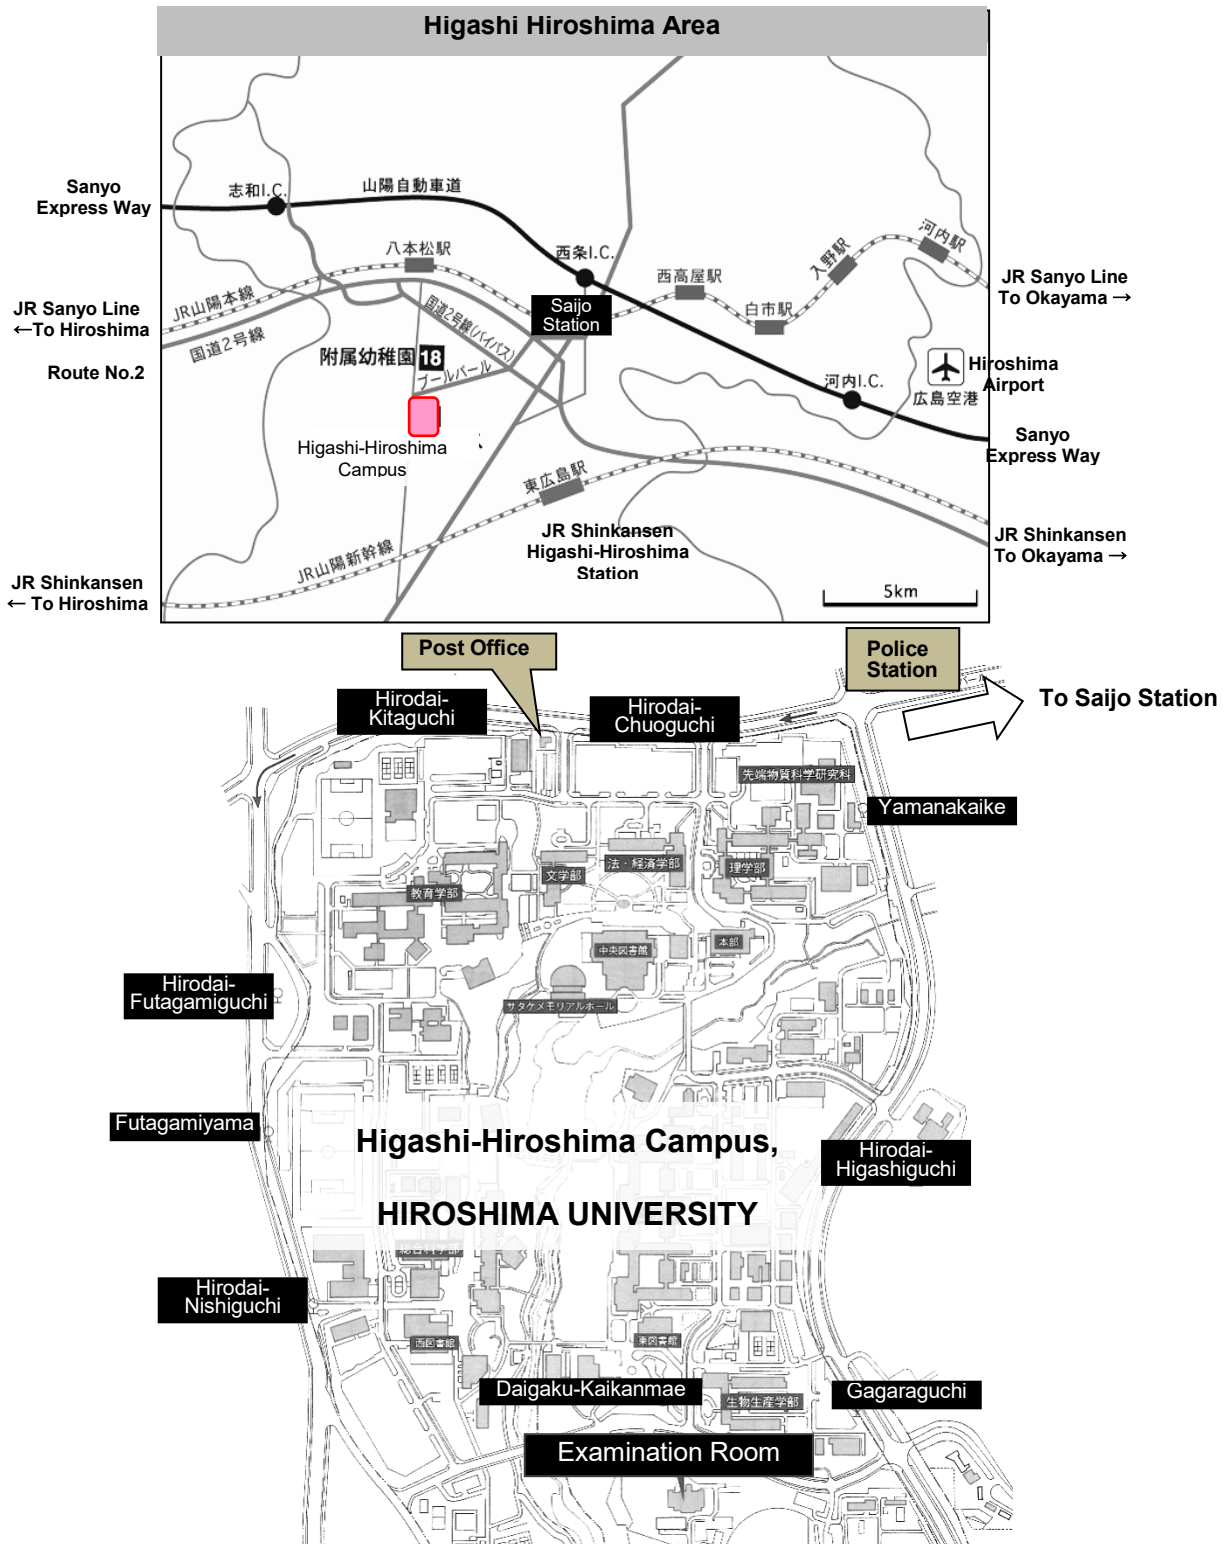 Higashi Hiroshima Area
Sanyo
Express Way
志和I.C.
山陽自動車道
八本松駅
西条I.C.
西高屋駅
入野駅
河内駅
白市駅
JR Sanyo Line
To Okayama →
JR Sanyo Line
←To Hiroshima
JR山陽本線
国道2号線
国道2号線(バイパス)
Saijo
Station
Route No.2
附属幼稚園 18
ブールバール
河内I.C.
Hiroshima
Airport
広島空港
Higashi-Hiroshima
Campus
Sanyo
Express Way
東広島駅
JR Shinkansen
Higashi-Hiroshima
Station
JR Shinkansen
To Okayama →
JR山陽新幹線
JR Shinkansen
← To Hiroshima
5km
Post Office
Police
Station
To Saijo Station
Hirodai-
Kitaguchi
Hirodai-
Chuoguchi
先端物質科学研究科
Yamanakaike
法・経済学部
文学部
理学部
教育学部
中央図書館
本部
Hirodai-
Futagamiguchi
サタケメモリアルホール
Futagamiyama
Higashi-Hiroshima Campus,
HIROSHIMA UNIVERSITY
Hirodai-
Higashiguchi
総合科学部
Hirodai-
Nishiguchi
西図書館
東図書館
Daigaku-Kaikanmae
生物生産学部
Gagaraguchi
Examination Room